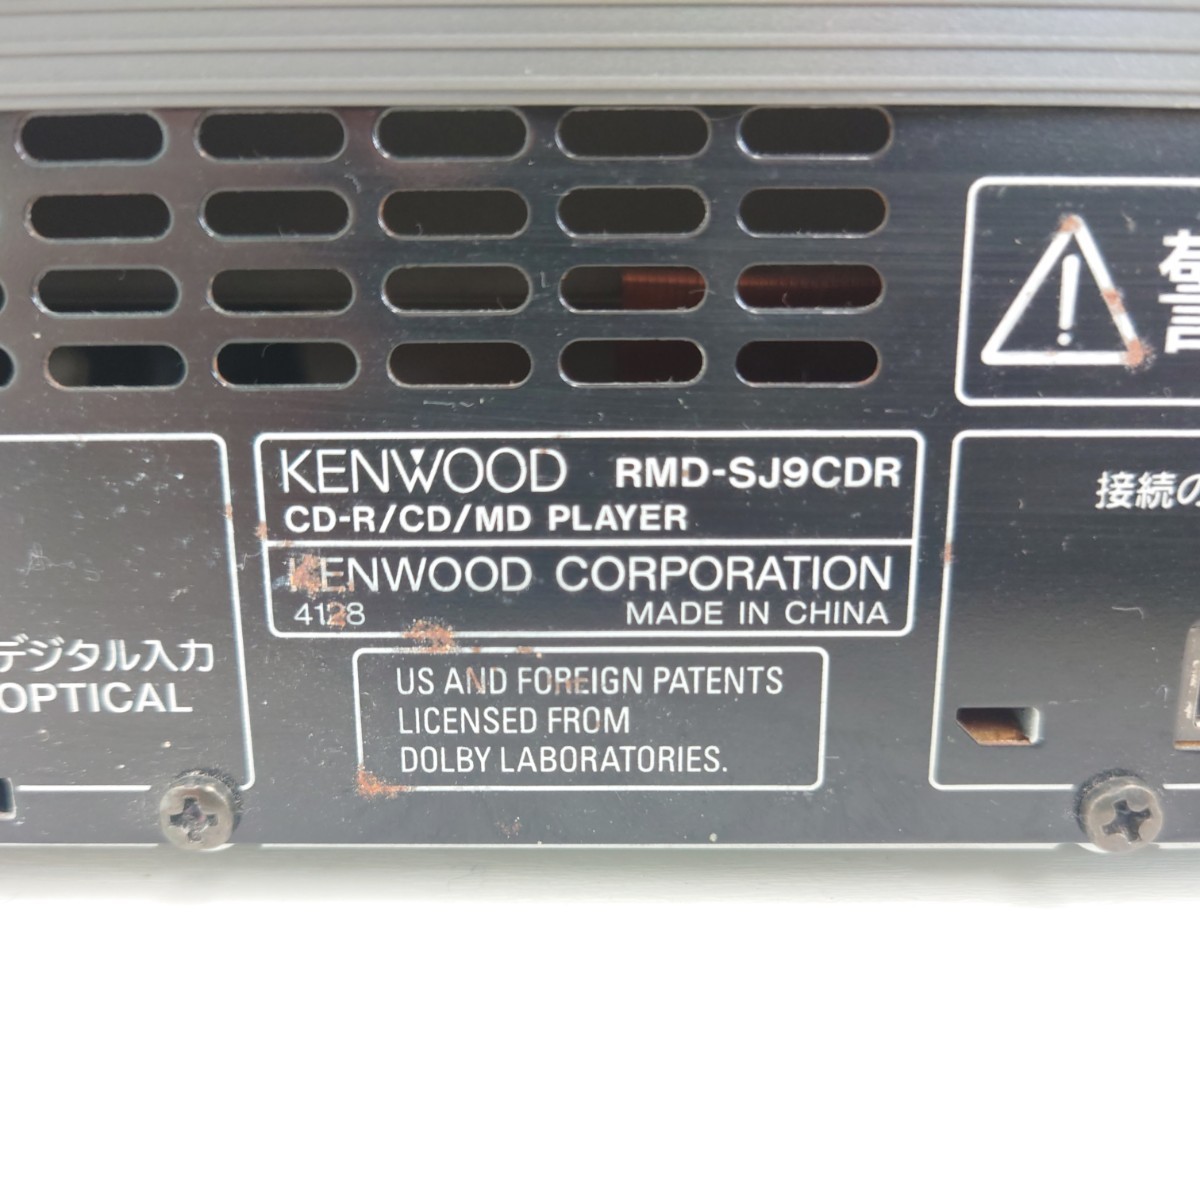 KENWOOD RMD-SJ9CDR
CD-R/CD/MD PLAYER
KENWOOD CORPORATION
4128 MADE IN CHINA
US AND FOREIGN PATENTS
LICENSED FROM
DOLBY LABORATORIES.
デジタル入力
OPTICAL
接続の